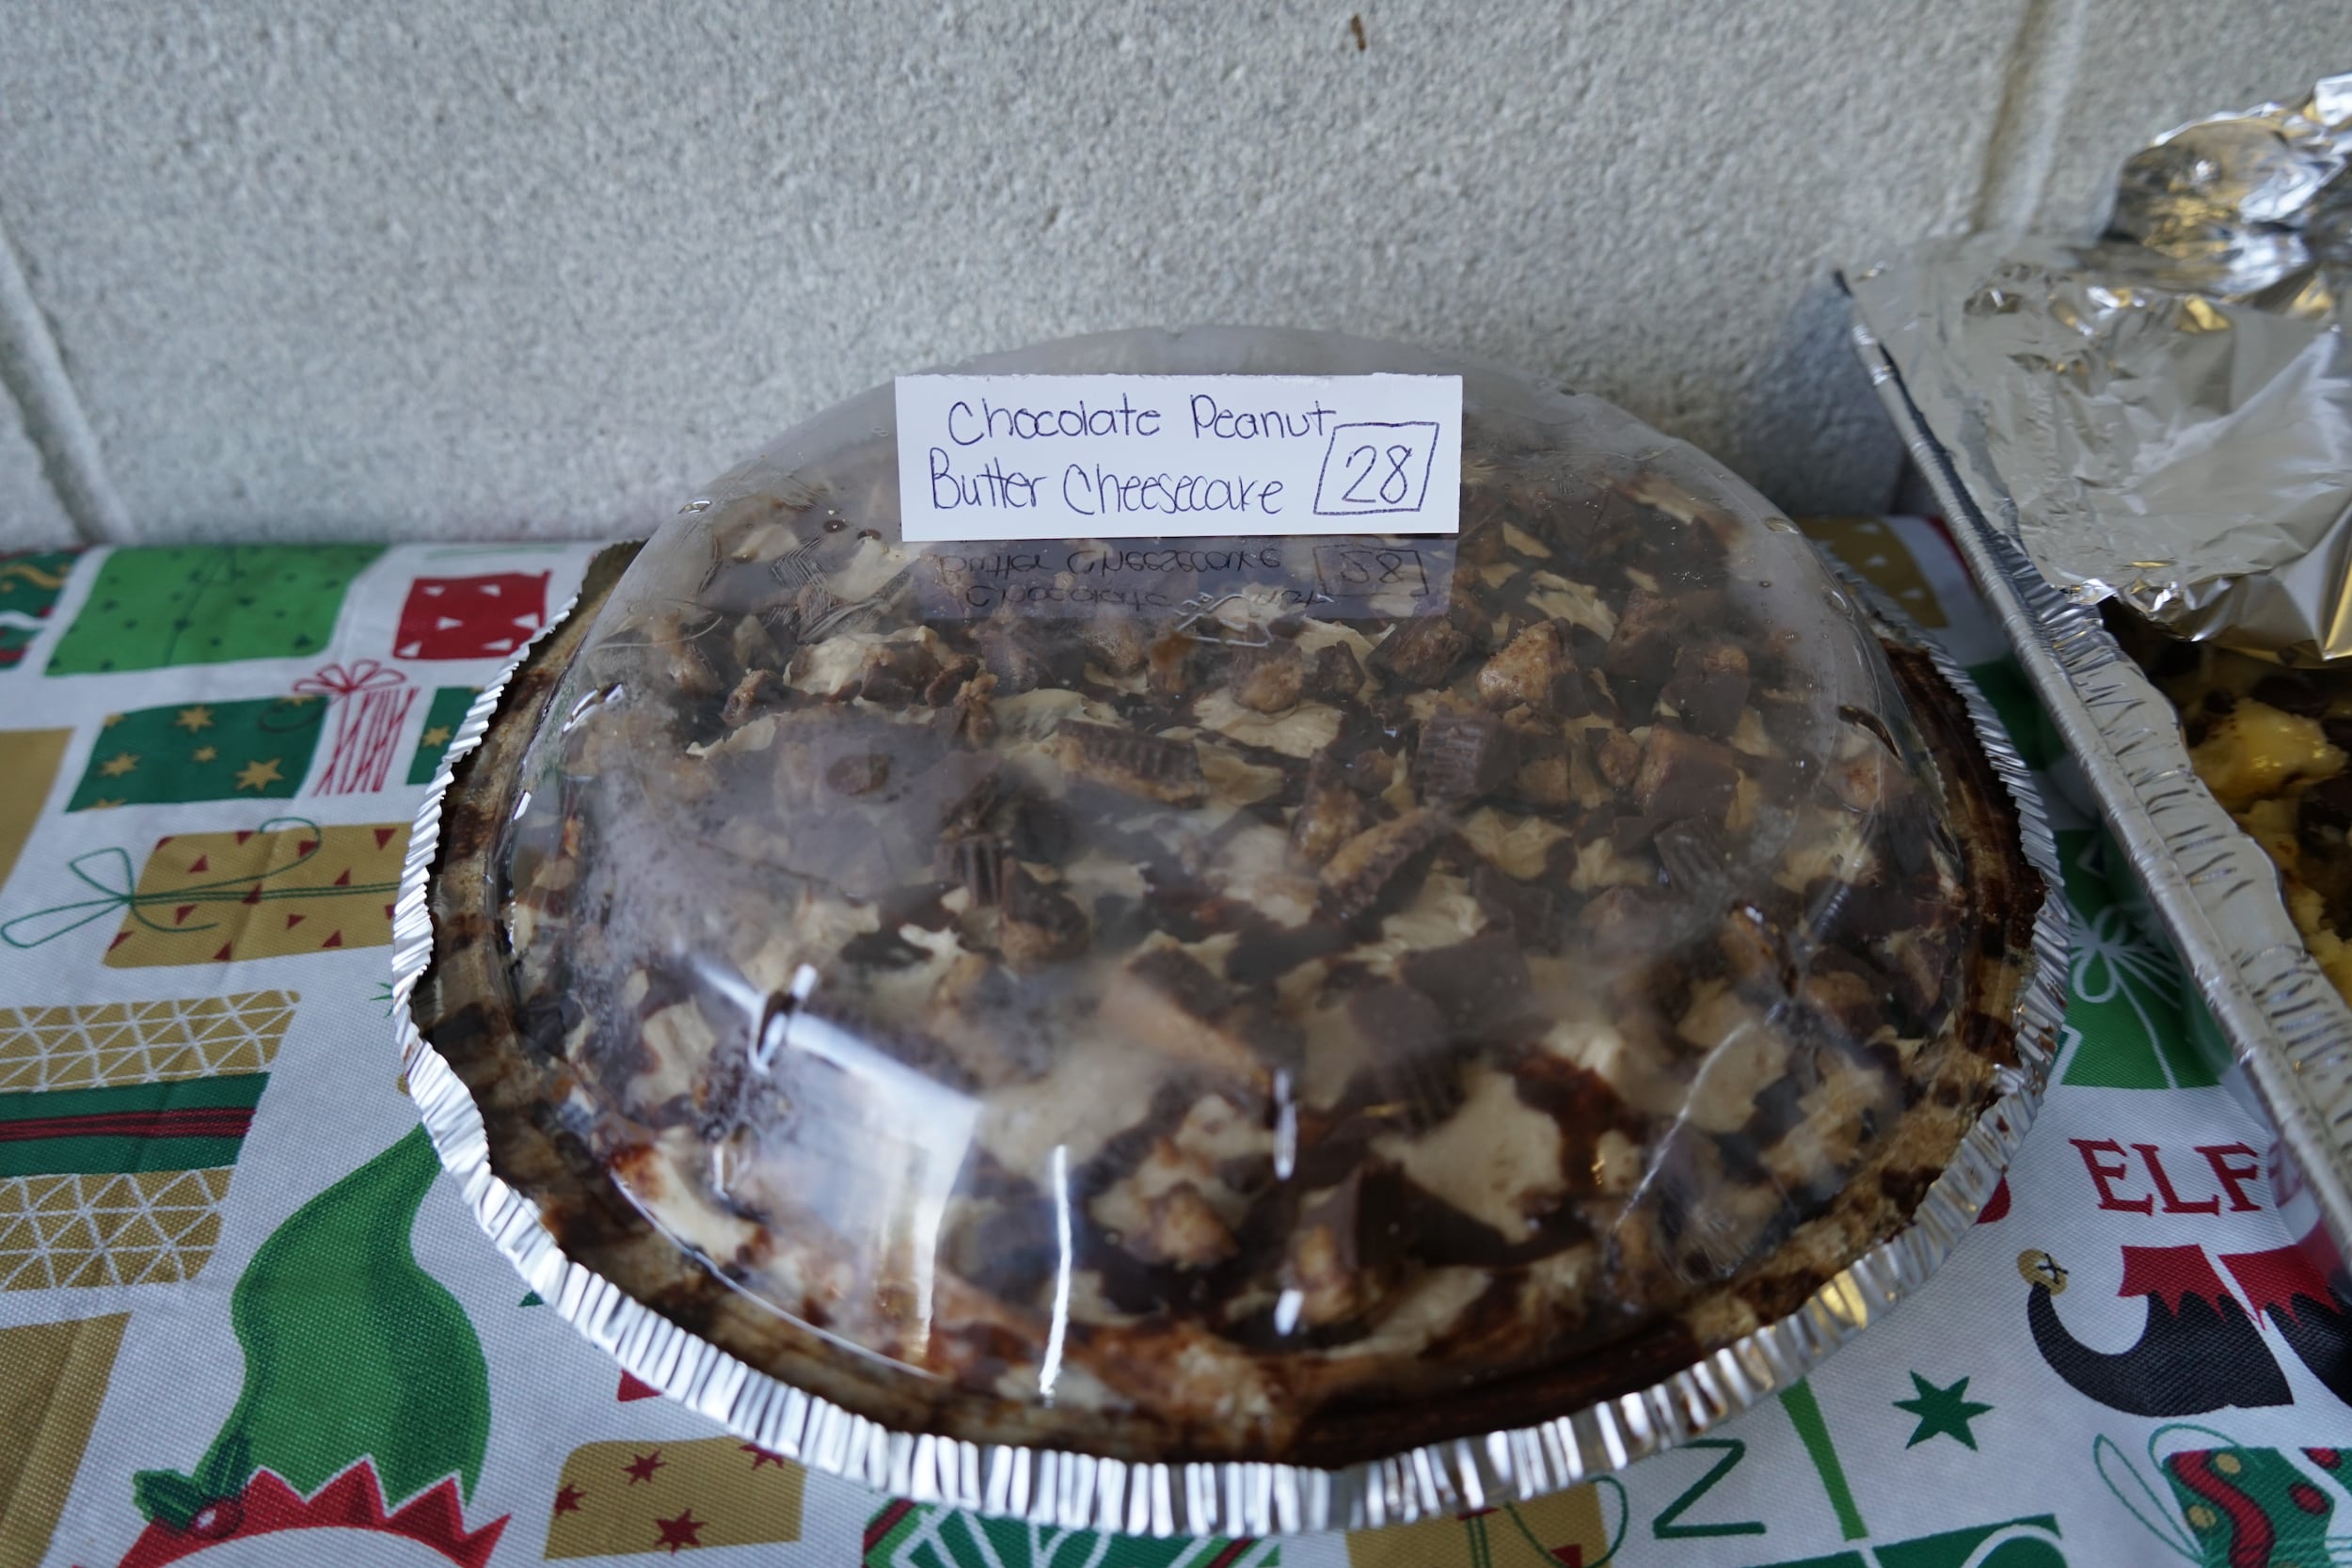 Chocolate Peanut
Butter Cheesecake 28
ELF